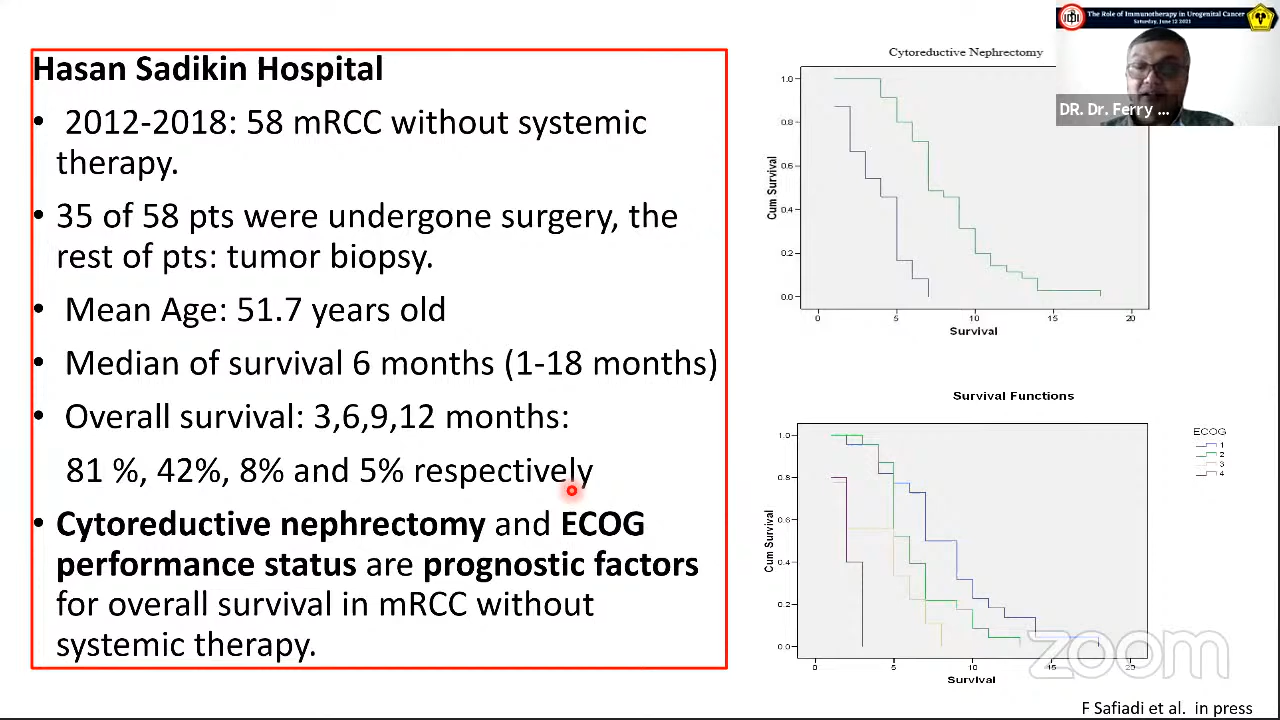 The Role of Immunotherapy in Urogenital Cancer
Saturday, June 12 2021
DR. Dr. Ferry ...
Hasan Sadikin Hospital
• 2012-2018: 58 mRCC without systemic
therapy.
• 35 of 58 pts were undergone surgery, the
rest of pts: tumor biopsy.
• Mean Age: 51.7 years old
• Median of survival 6 months (1-18 months)
• Overall survival: 3,6,9,12 months:
81 %, 42%, 8% and 5% respectively
• Cytoreductive nephrectomy and ECOG
performance status are prognostic factors
for overall survival in mRCC without
systemic therapy.
Cytoreductive Nephrectomy
Cum Survival
1.0
0.8
0.6
0.4
0.2
0.0
0 5 10 15 20
Survival
Survival Functions
Cum Survival
1.0
0.8
0.6
0.4
0.2
0.0
0 5 10 15 20
Survival
ECOG
1
2
3
4
zoom
F Safiadi et al. in press